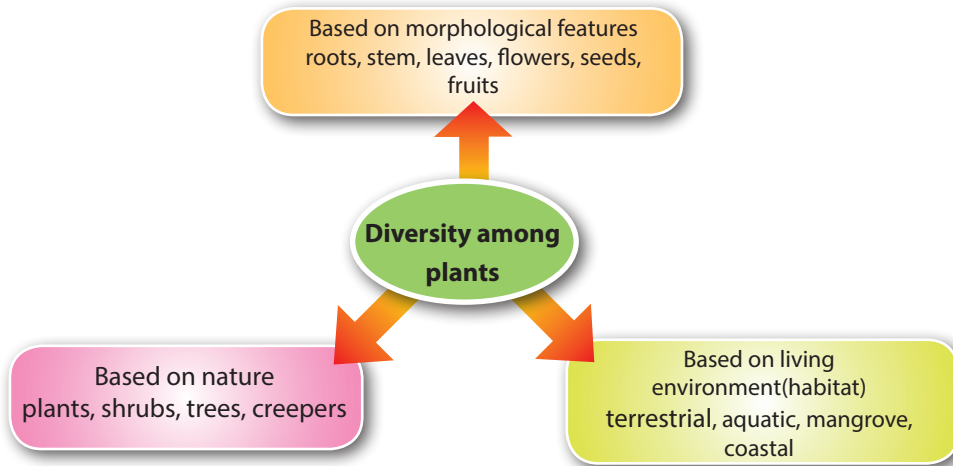 Based on morphological features
roots, stem, leaves, flowers, seeds,
fruits
Diversity among
plants
Based on nature
plants, shrubs, trees, creepers
Based on living
environment(habitat)
terrestrial, aquatic, mangrove,
coastal